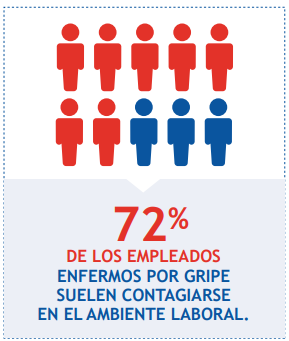 72%
DE LOS EMPLEADOS
ENFERMOS POR GRIPE
SUELEN CONTAGIARSE
EN EL AMBIENTE LABORAL.